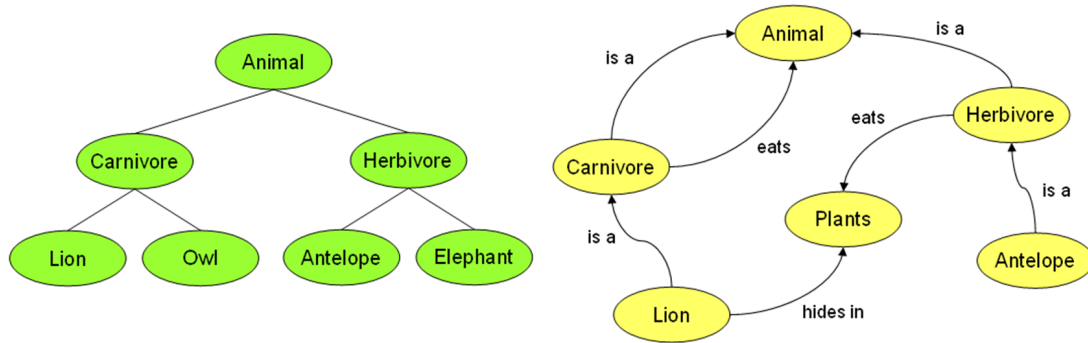 Animal
Carnivore
Herbivore
Lion
Owl
Antelope
Elephant
Animal
is a
is a
Herbivore
eats
eats
Carnivore
Plants
is a
is a
Antelope
Lion
hides in